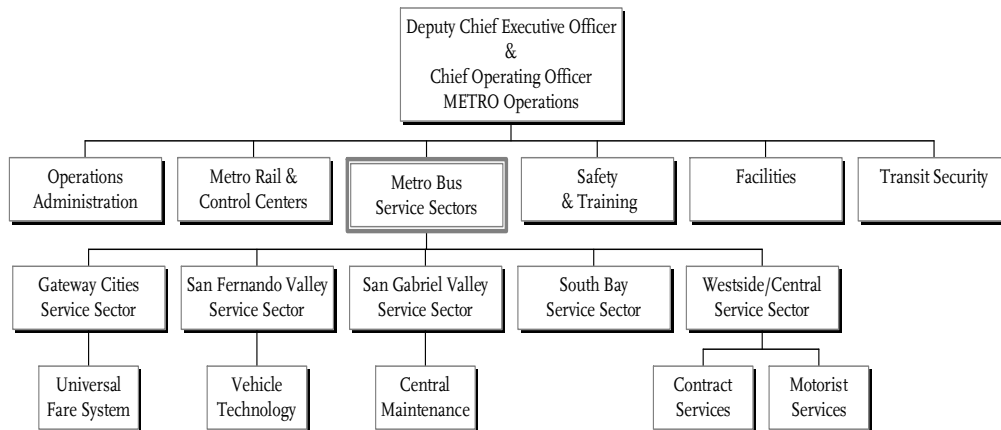 Deputy Chief Executive Officer
&
Chief Operating Officer
METRO Operations
Operations
Administration
Metro Rail &
Control Centers
Metro Bus
Service Sectors
Safety
& Training
Facilities
Transit Security
Gateway Cities
Service Sector
San Fernando Valley
Service Sector
San Gabriel Valley
Service Sector
South Bay
Service Sector
Westside/Central
Service Sector
Universal
Fare System
Vehicle
Technology
Central
Maintenance
Contract
Services
Motorist
Services